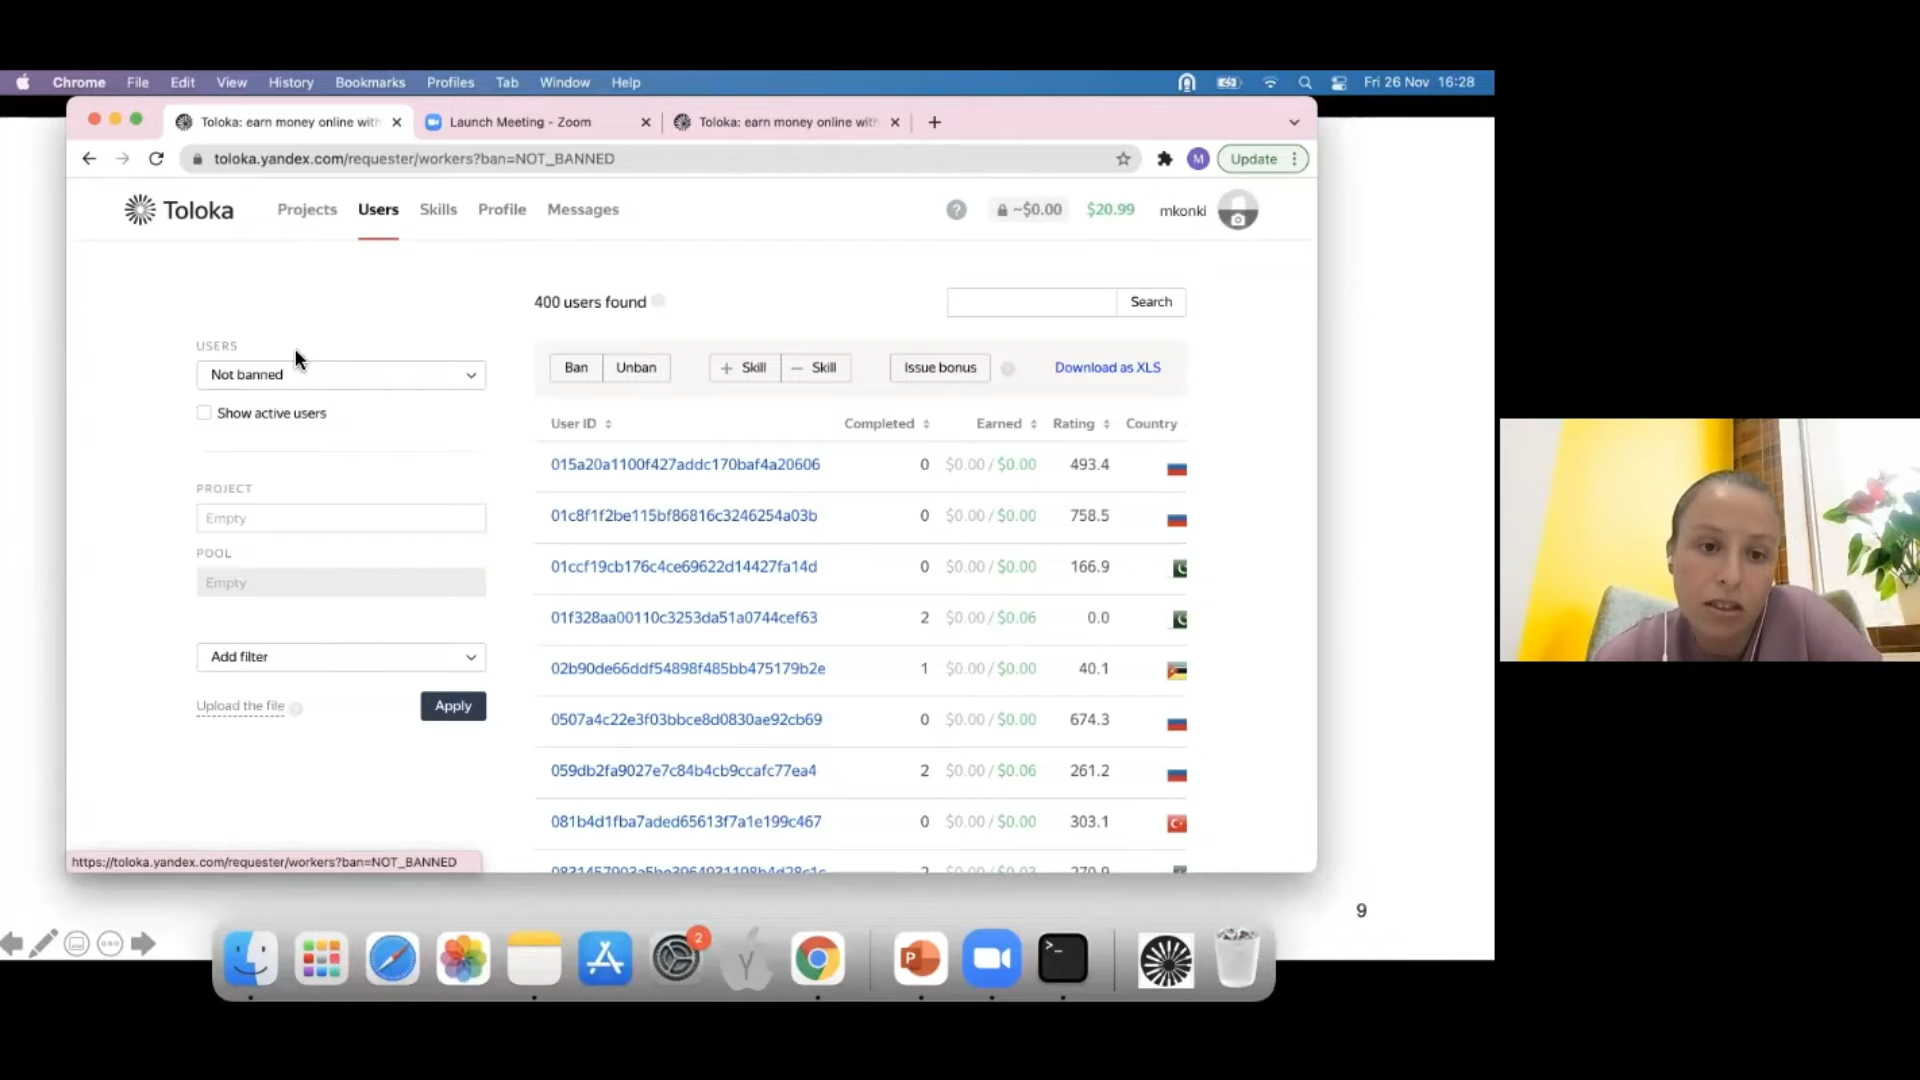 Chrome File Edit View History Bookmarks Profiles Tab Window Help Fri 26 Nov 16:28
Toloka: earn money online with Launch Meeting - Zoom Toloka: earn money online with
toloka.yandex.com/requester/workers?ban=NOT_BANNED M Update
Toloka Projects Users Skills Profile Messages ? ~$0.00 $20.99 mkonki
400 users found Search
USERS
Not banned
Show active users
PROJECT
Empty
POOL
Empty
Add filter
Upload the file Apply
Ban Unban + Skill — Skill Issue bonus Download as XLS
User ID Completed Earned Rating Country
015a20a1100f427addc170baf4a20606 0 $0.00 / $0.00 493.4
01c8f1f2be115bf86816c3246254a03b 0 $0.00 / $0.00 758.5
01ccf19cb176c4ce69622d14427fa14d 0 $0.00 / $0.00 166.9
01f328aa00110c3253da51a0744cef63 2 $0.00 / $0.06 0.0
02b90de66ddf54898f485bb475179b2e 1 $0.00 / $0.00 40.1
0507a4c22e3f03bbce8d0830ae92cb69 0 $0.00 / $0.00 674.3
059db2fa9027e7c84b4cb9ccafc77ea4 2 $0.00 / $0.06 261.2
081b4d1fba7aded65613f7a1e199c467 0 $0.00 / $0.00 303.1
https://toloka.yandex.com/requester/workers?ban=NOT_BANNED
9
2
Y
P